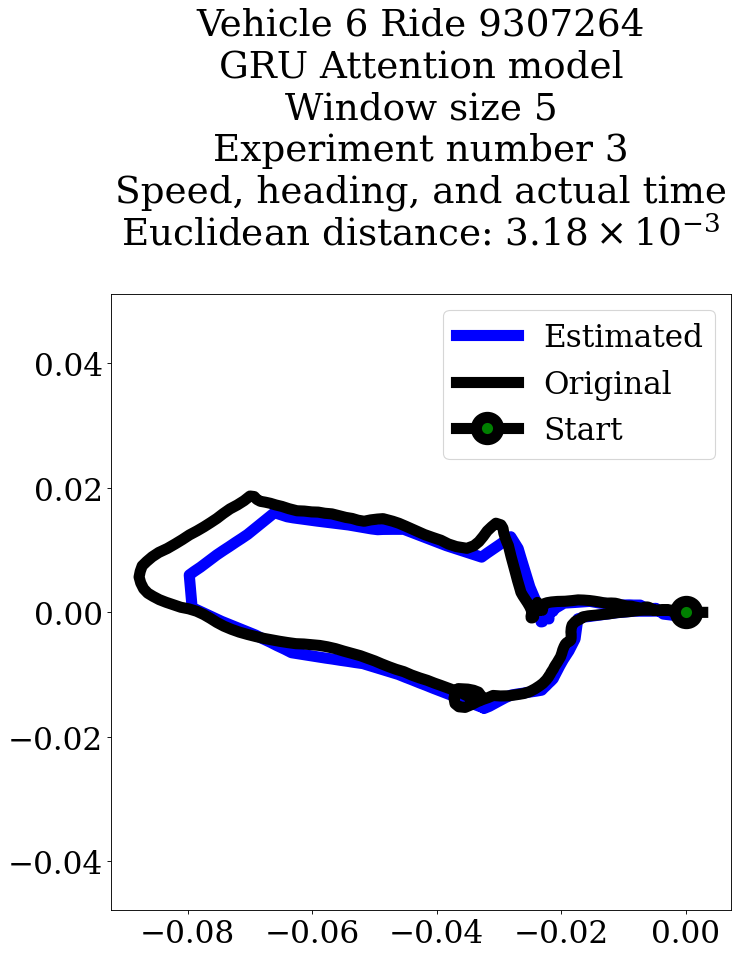 Vehicle 6 Ride 9307264
GRU Attention model
Window size 5
Experiment number 3
Speed, heading, and actual time
Euclidean distance: 3.18 × 10⁻³
Estimated
Original
Start
0.04
0.02
0.00
−0.02
−0.04
−0.08 −0.06 −0.04 −0.02 0.00